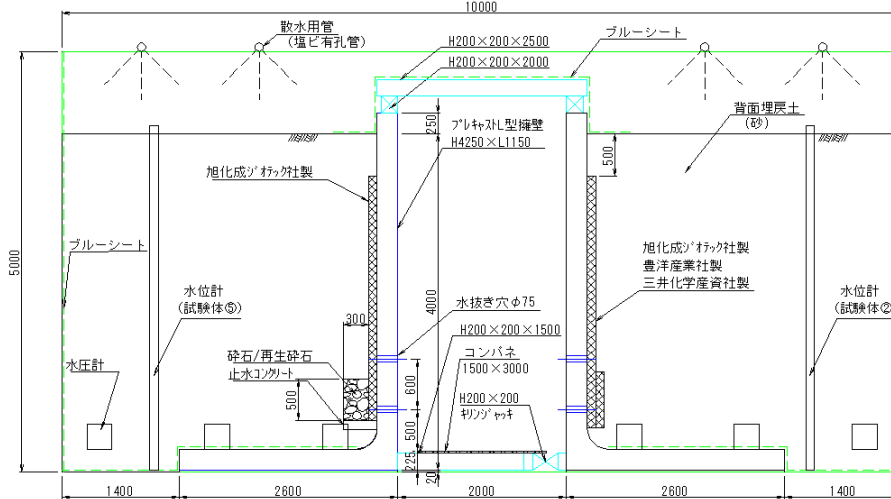 10000
散水用管
(塩ビ有孔管)
H200×200×2500
H200×200×2000
ブルーシート
背面埋戻土
(砂)
250
プレキャストL型擁壁
H4250×L1150
500
旭化成ジオテック社製
5000
ブルーシート
旭化成ジオテック社製
豊洋産業社製
三井化学産資社製
水位計
(試験体⑤)
水抜き穴φ75
水位計
(試験体②
300
4000
H200×200×1500
コンパネ
1500×3000
水圧計
砕石/再生砕石
止水コンクリート
600
H200×200
キリンジャッキ
500
500
225
20
1400
2600
2000
2600
1400